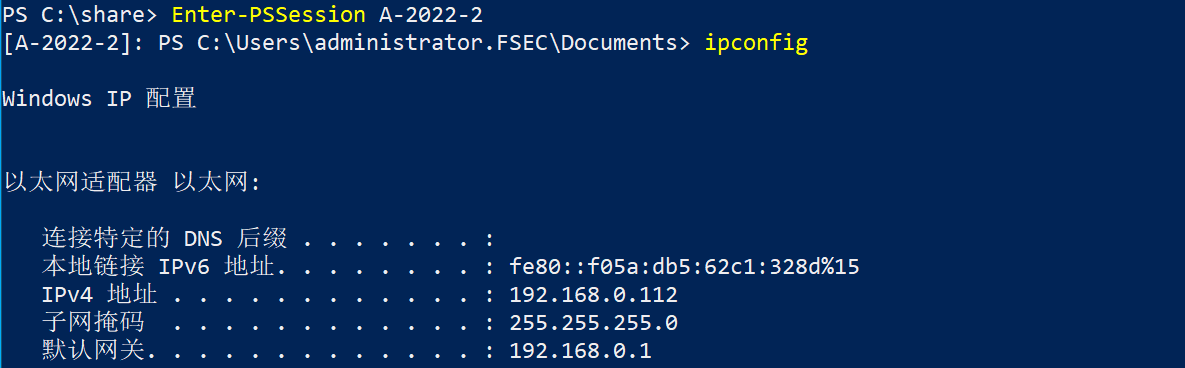 PS C:\share> Enter-PSSession A-2022-2
[A-2022-2]: PS C:\Users\administrator.FSEC\Documents> ipconfig
Windows IP 配置
以太网适配器 以太网:
连接特定的 DNS 后缀 . . . . . . . :
本地链接 IPv6 地址. . . . . . . . : fe80::f05a:db5:62c1:328d%15
IPv4 地址 . . . . . . . . . . . . : 192.168.0.112
子网掩码  . . . . . . . . . . . . : 255.255.255.0
默认网关. . . . . . . . . . . . . : 192.168.0.1